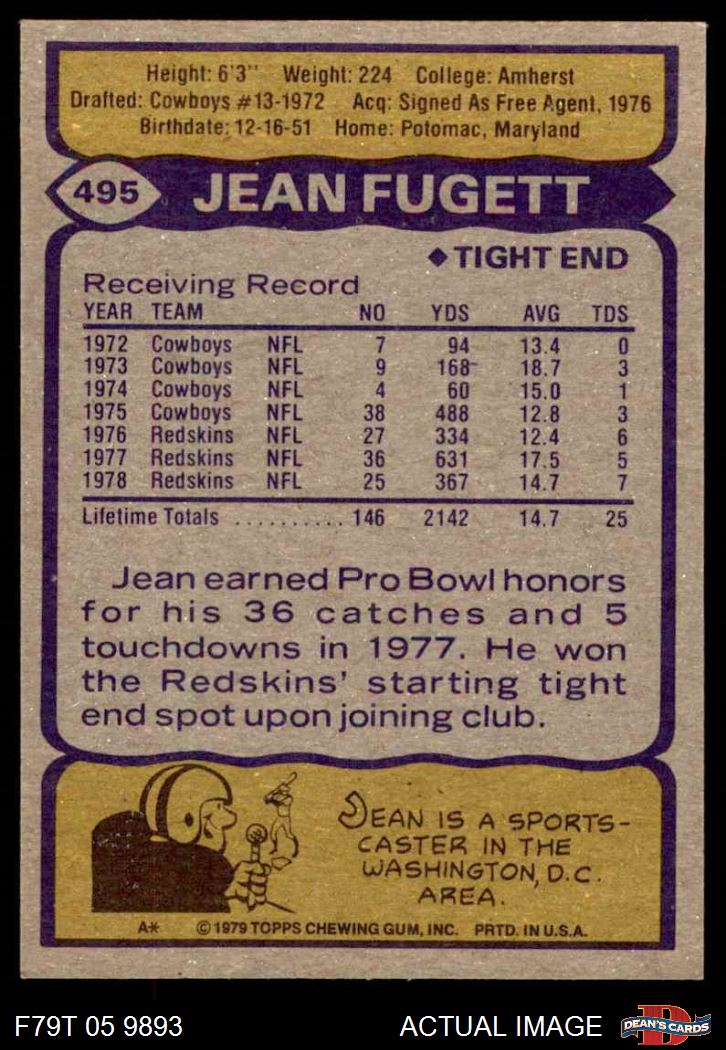 Height: 6'3" Weight: 224 College: Amherst
Drafted: Cowboys #13-1972 Acq: Signed As Free Agent, 1976
Birthdate: 12-16-51 Home: Potomac, Maryland
495 JEAN FUGETT
◆TIGHT END
Receiving Record
YEAR TEAM NO YDS AVG TDS
1972 Cowboys NFL 7 94 13.4 0
1973 Cowboys NFL 9 168 18.7 3
1974 Cowboys NFL 4 60 15.0 1
1975 Cowboys NFL 38 488 12.8 3
1976 Redskins NFL 27 334 12.4 6
1977 Redskins NFL 36 631 17.5 5
1978 Redskins NFL 25 367 14.7 7
Lifetime Totals .......... 146 2142 14.7 25
Jean earned Pro Bowl honors
for his 36 catches and 5
touchdowns in 1977. He won
the Redskins' starting tight
end spot upon joining club.
JEAN IS A SPORTS-
CASTER IN THE
WASHINGTON, D.C.
AREA.
A* ©1979 TOPPS CHEWING GUM, INC. PRTD. IN U.S.A.
F79T 05 9893 ACTUAL IMAGE D DEAN'S CARDS